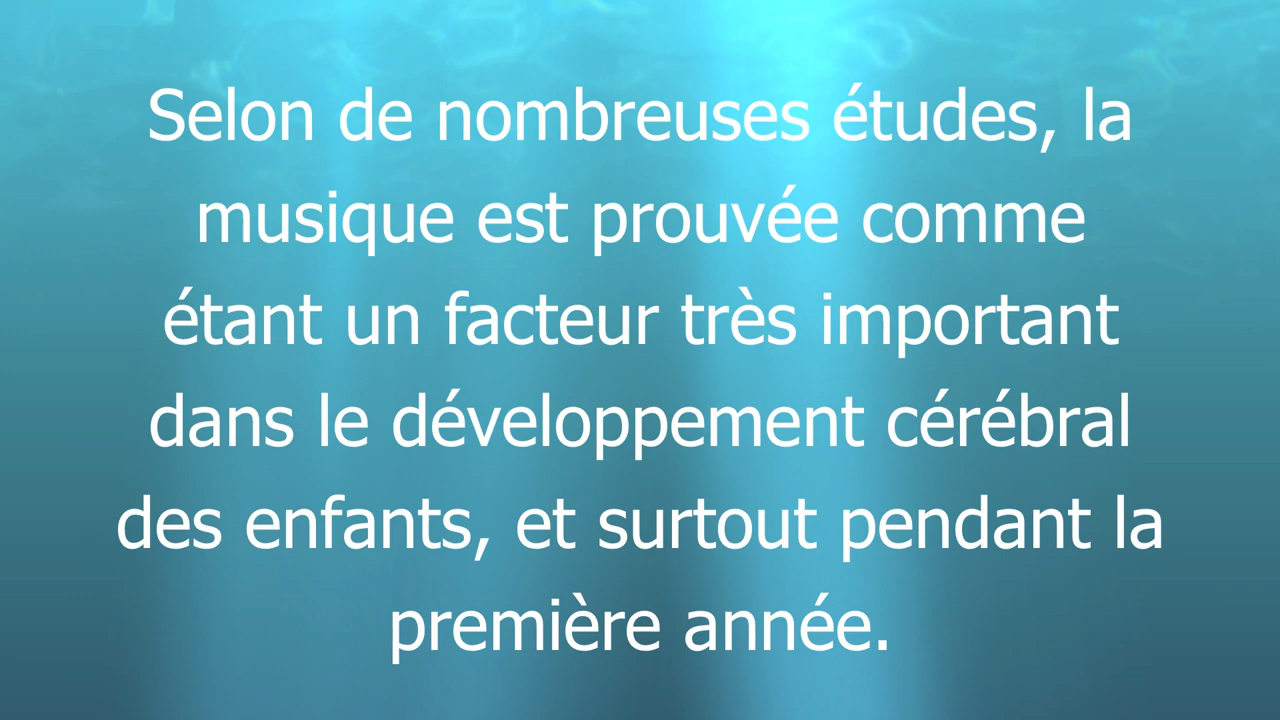 Selon de nombreuses études, la
musique est prouvée comme
étant un facteur très important
dans le développement cérébral
des enfants, et surtout pendant la
première année.